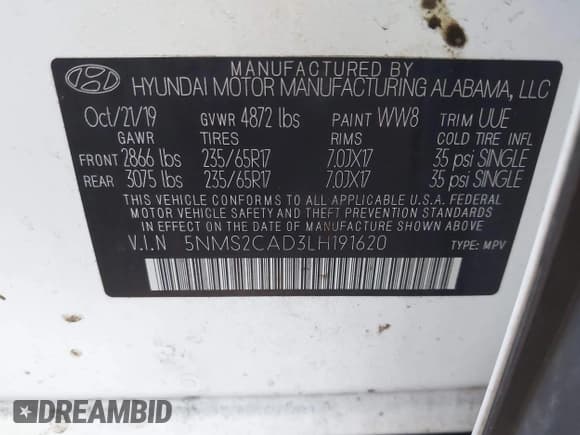 MANUFACTURED BY
HYUNDAI MOTOR MANUFACTURING ALABAMA, LLC
Oct/21/19 GVWR 4872 lbs PAINT WW8 TRIM UUE
GAWR TIRES RIMS COLD TIRE INFL
FRONT 2866 lbs 235/65R17 7.0JX17 35 psi SINGLE
REAR 3075 lbs 235/65R17 7.0JX17 35 psi SINGLE
THIS VEHICLE CONFORMS TO ALL APPLICABLE U.S.A. FEDERAL
MOTOR VEHICLE SAFETY AND THEFT PREVENTION STANDARDS
IN EFFECT ON THE DATE OF MANUFACTURE SHOWN ABOVE.
V.I.N 5NMS2CAD3LH191620 TYPE: MPV
DREAMBID